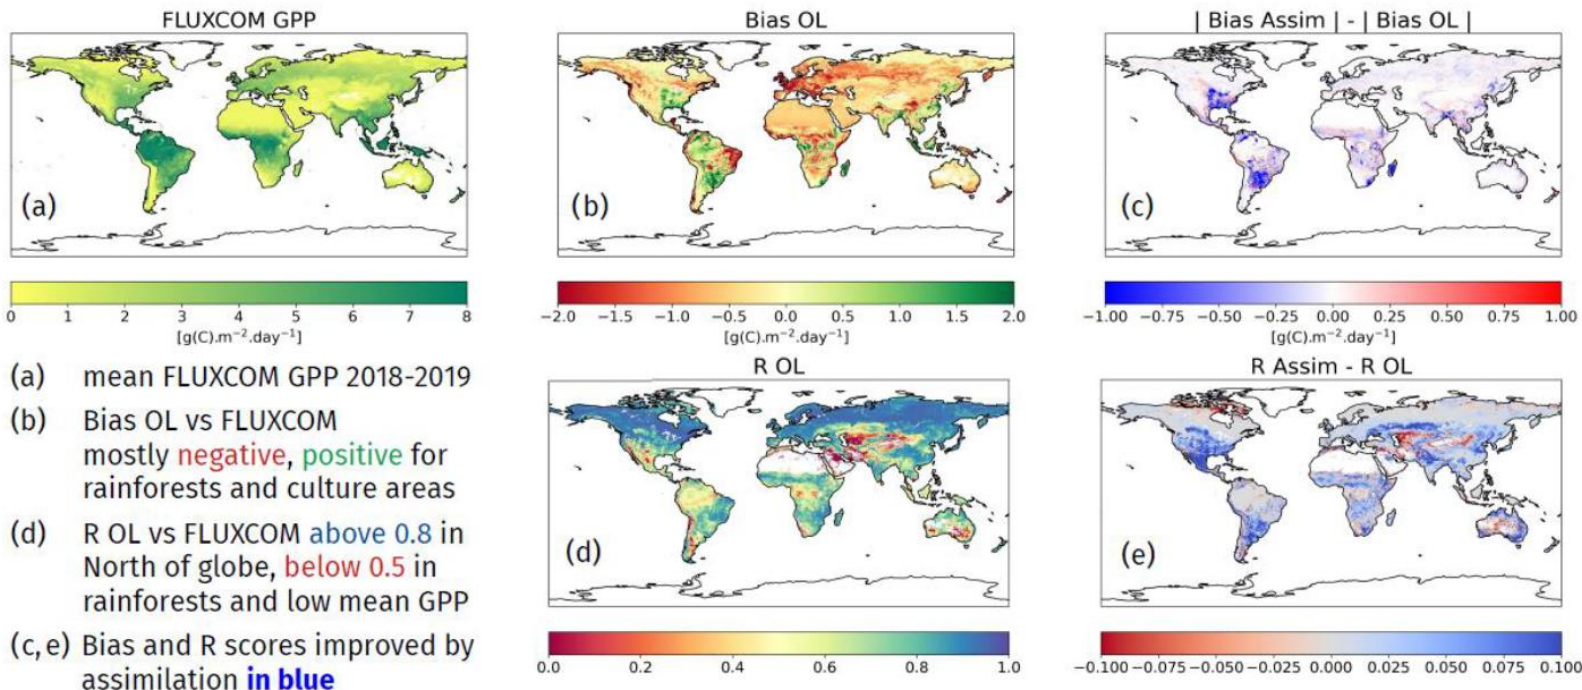 FLUXCOM GPP
Bias OL
| Bias Assim | - | Bias OL |
(a)
(b)
(c)
0 1 2 3 4 5 6 7 8
[g(C).m⁻².day⁻¹]
−2.0 −1.5 −1.0 −0.5 0.0 0.5 1.0 1.5 2.0
[g(C).m⁻².day⁻¹]
−1.00 −0.75 −0.50 −0.25 0.00 0.25 0.50 0.75 1.00
[g(C).m⁻².day⁻¹]
(a) mean FLUXCOM GPP 2018-2019
(b) Bias OL vs FLUXCOM
mostly negative, positive for
rainforests and culture areas
(d) R OL vs FLUXCOM above 0.8 in
North of globe, below 0.5 in
rainforests and low mean GPP
(c,e) Bias and R scores improved by
assimilation in blue
R OL
R Assim - R OL
(d)
(e)
0.0 0.2 0.4 0.6 0.8 1.0
−0.100 −0.075 −0.050 −0.025 0.000 0.025 0.050 0.075 0.100